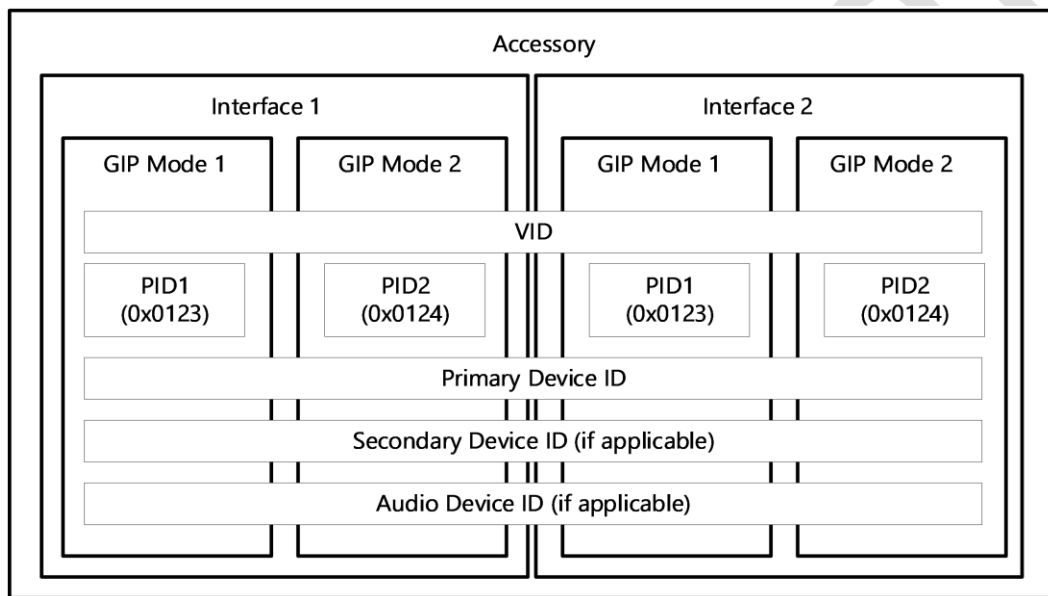 Accessory
Interface 1
Interface 2
GIP Mode 1
GIP Mode 2
GIP Mode 1
GIP Mode 2
VID
PID1
(0x0123)
PID2
(0x0124)
PID1
(0x0123)
PID2
(0x0124)
Primary Device ID
Secondary Device ID (if applicable)
Audio Device ID (if applicable)